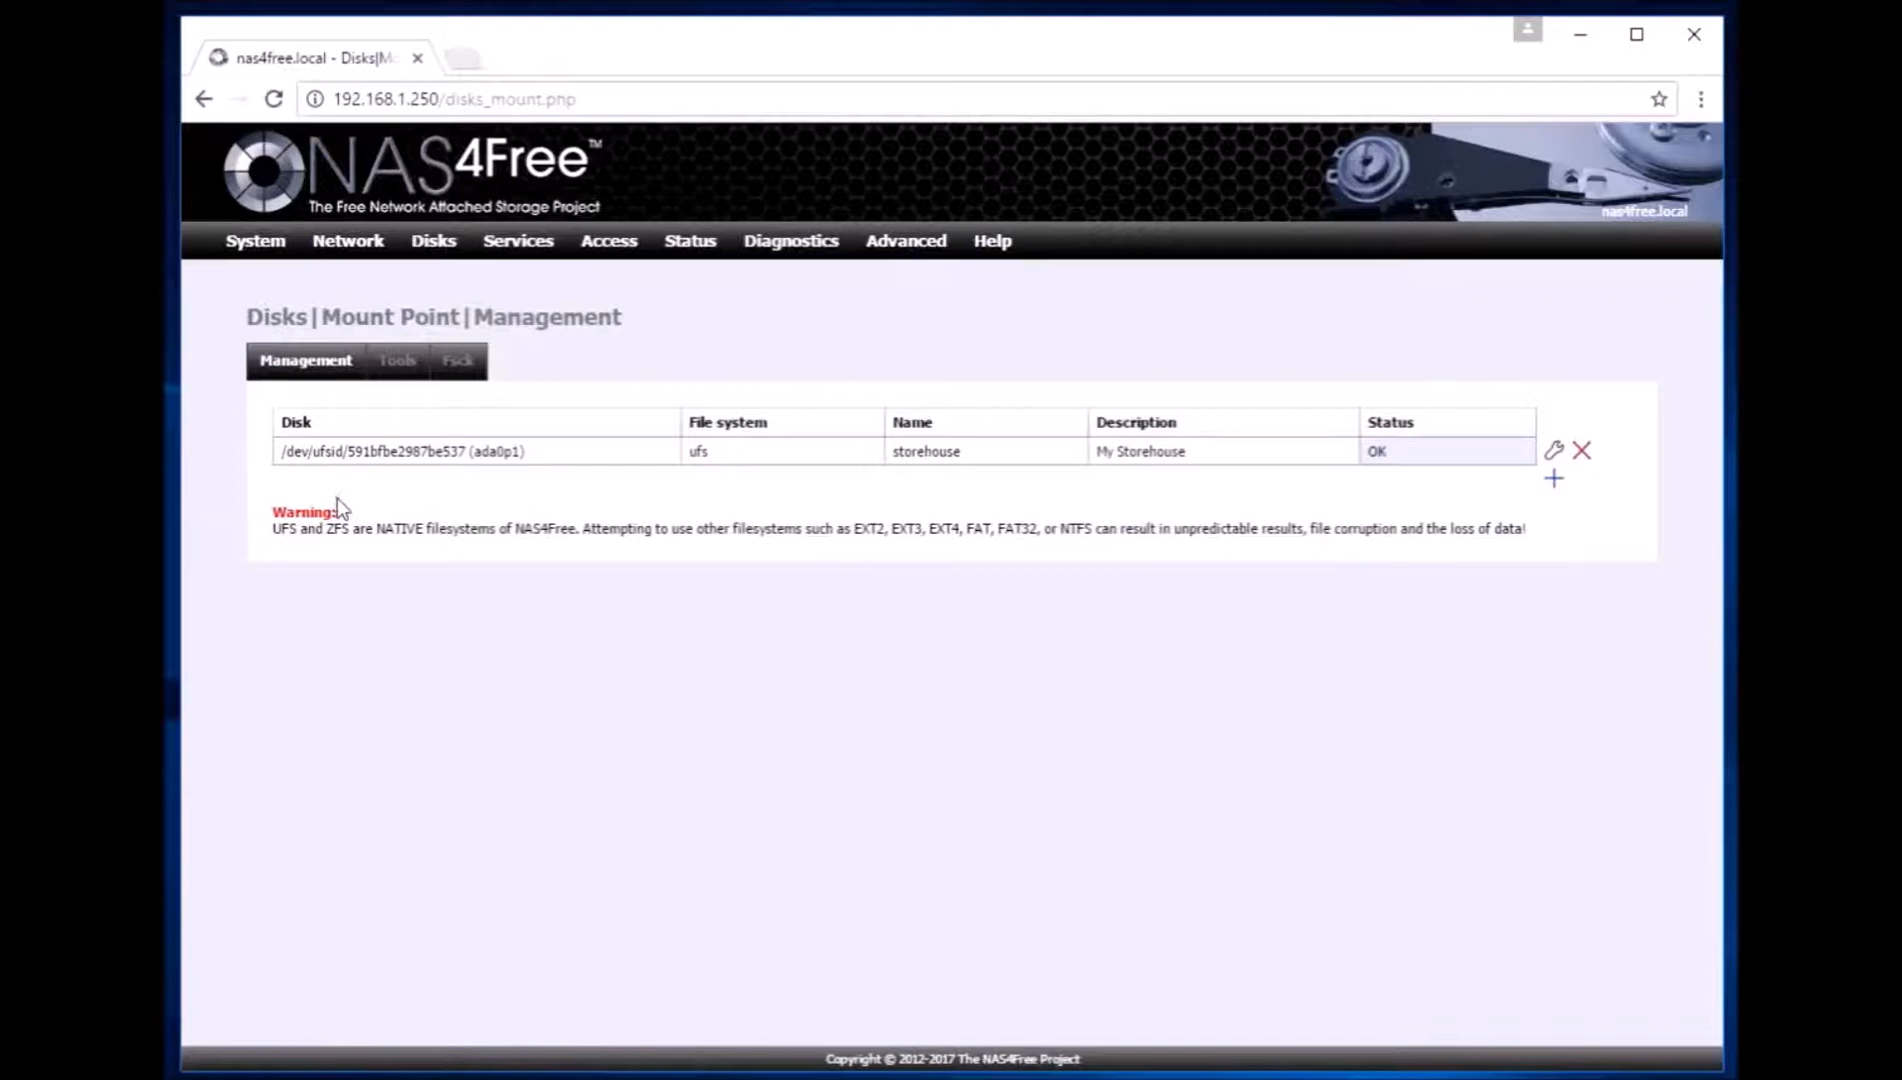 nas4free.local - Disks|Mo
192.168.1.250/disks_mount.php
NAS4Free™
The Free Network Attached Storage Project
nas4free.local
System Network Disks Services Access Status Diagnostics Advanced Help
Disks|Mount Point|Management
Management Tools Fsck
Disk File system Name Description Status
/dev/ufsid/591bfbe2987be537 (ada0p1) ufs storehouse My Storehouse OK
Warning:
UFS and ZFS are NATIVE filesystems of NAS4Free. Attempting to use other filesystems such as EXT2, EXT3, EXT4, FAT, FAT32, or NTFS can result in unpredictable results, file corruption and the loss of data!
Copyright © 2012-2017 The NAS4Free Project